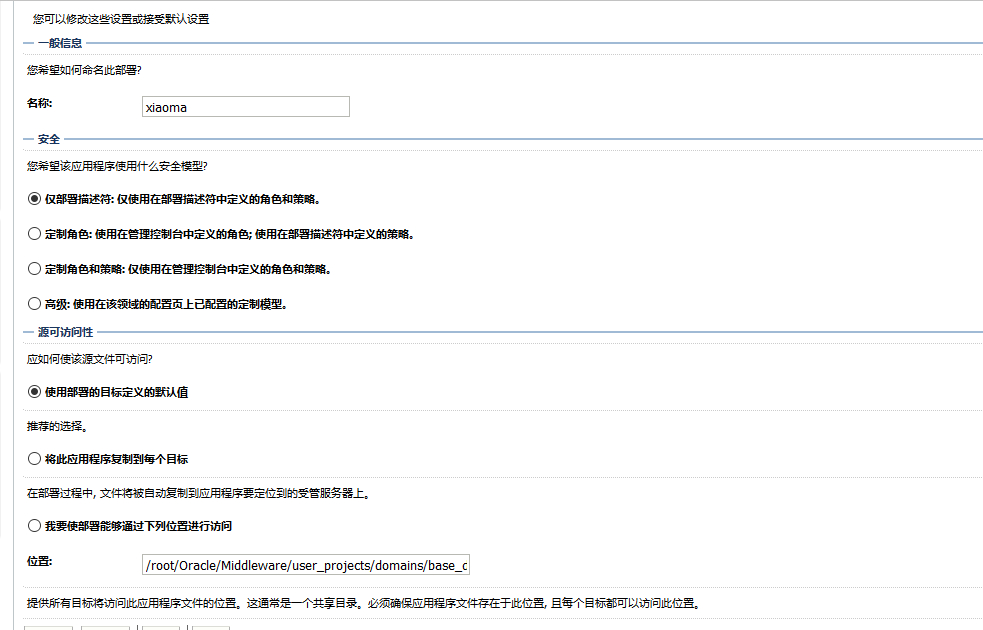 您可以修改这些设置或接受默认设置
一般信息
您希望如何命名此部署?
名称:
xiaoma
安全
您希望该应用程序使用什么安全模型?
仅部署描述符: 仅使用在部署描述符中定义的角色和策略。
定制角色: 使用在管理控制台中定义的角色; 使用在部署描述符中定义的策略。
定制角色和策略: 仅使用在管理控制台中定义的角色和策略。
高级: 使用在该领域的配置页上已配置的定制模型。
源可访问性
应如何使该源文件可访问?
使用部署的目标定义的默认值
推荐的选择。
将此应用程序复制到每个目标
在部署过程中, 文件将被自动复制到应用程序要定位到的受管服务器上。
我要使部署能够通过下列位置进行访问
位置:
/root/Oracle/Middleware/user_projects/domains/base_d
提供所有目标将访问此应用程序文件的位置。这通常是一个共享目录。必须确保应用程序文件存在于此位置, 且每个目标都可以访问此位置。